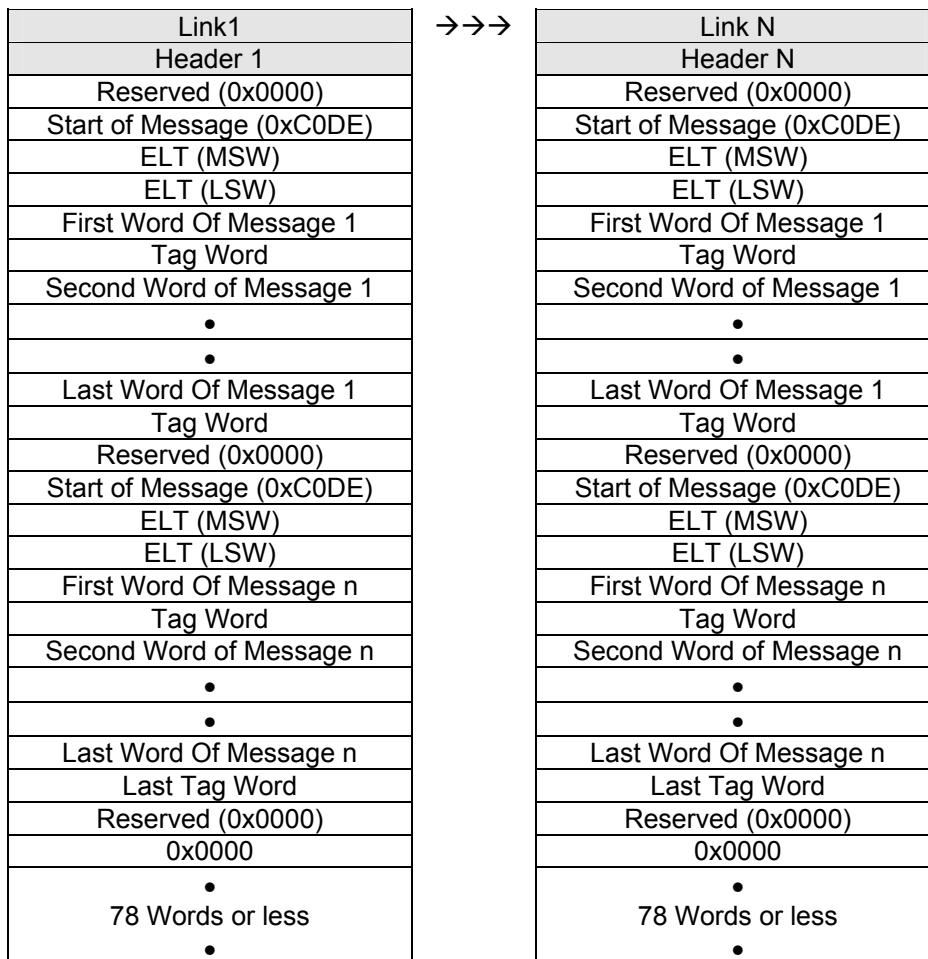 Link1
Header 1
Reserved (0x0000)
Start of Message (0xC0DE)
ELT (MSW)
ELT (LSW)
First Word Of Message 1
Tag Word
Second Word of Message 1
•
•
Last Word Of Message 1
Tag Word
Reserved (0x0000)
Start of Message (0xC0DE)
ELT (MSW)
ELT (LSW)
First Word Of Message n
Tag Word
Second Word of Message n
•
•
Last Word Of Message n
Last Tag Word
Reserved (0x0000)
0x0000
•
78 Words or less
•
→→→
Link N
Header N
Reserved (0x0000)
Start of Message (0xC0DE)
ELT (MSW)
ELT (LSW)
First Word Of Message 1
Tag Word
Second Word of Message 1
•
•
Last Word Of Message 1
Tag Word
Reserved (0x0000)
Start of Message (0xC0DE)
ELT (MSW)
ELT (LSW)
First Word Of Message n
Tag Word
Second Word of Message n
•
•
Last Word Of Message n
Last Tag Word
Reserved (0x0000)
0x0000
•
78 Words or less
•